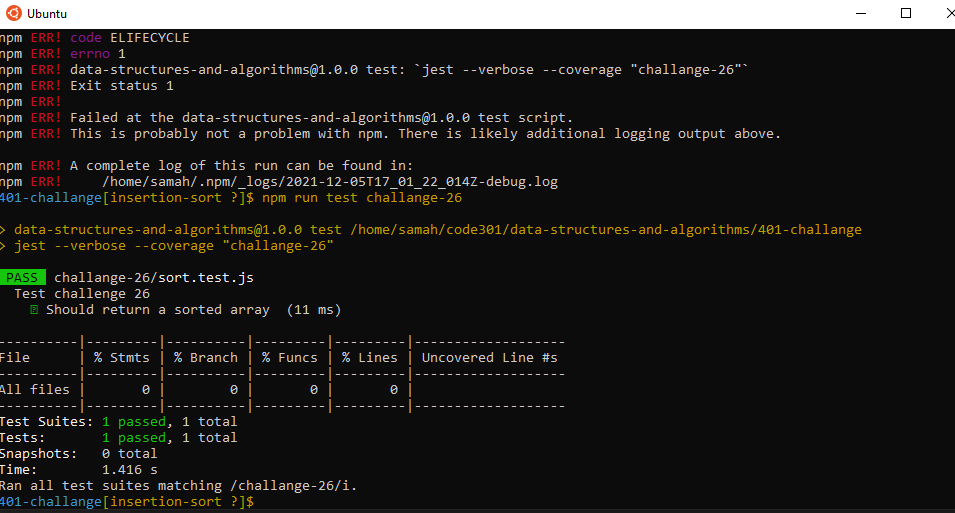 Ubuntu
npm ERR! code ELIFECYCLE
npm ERR! errno 1
npm ERR! data-structures-and-algorithms@1.0.0 test: `jest --verbose --coverage "challange-26"`
npm ERR! Exit status 1
npm ERR!
npm ERR! Failed at the data-structures-and-algorithms@1.0.0 test script.
npm ERR! This is probably not a problem with npm. There is likely additional logging output above.
npm ERR! A complete log of this run can be found in:
npm ERR!     /home/samah/.npm/_logs/2021-12-05T17_01_22_014Z-debug.log
401-challange[insertion-sort ?]$ npm run test challange-26
> data-structures-and-algorithms@1.0.0 test /home/samah/code301/data-structures-and-algorithms/401-challange
> jest --verbose --coverage "challange-26"
PASS challange-26/sort.test.js
Test challenge 26
Should return a sorted array  (11 ms)
----------|---------|----------|---------|---------|-------------------
File      | % Stmts | % Branch | % Funcs | % Lines | Uncovered Line #s
----------|---------|----------|---------|---------|-------------------
All files |       0 |        0 |       0 |       0 |
----------|---------|----------|---------|---------|-------------------
Test Suites: 1 passed, 1 total
Tests:       1 passed, 1 total
Snapshots:   0 total
Time:        1.416 s
Ran all test suites matching /challange-26/i.
401-challange[insertion-sort ?]$